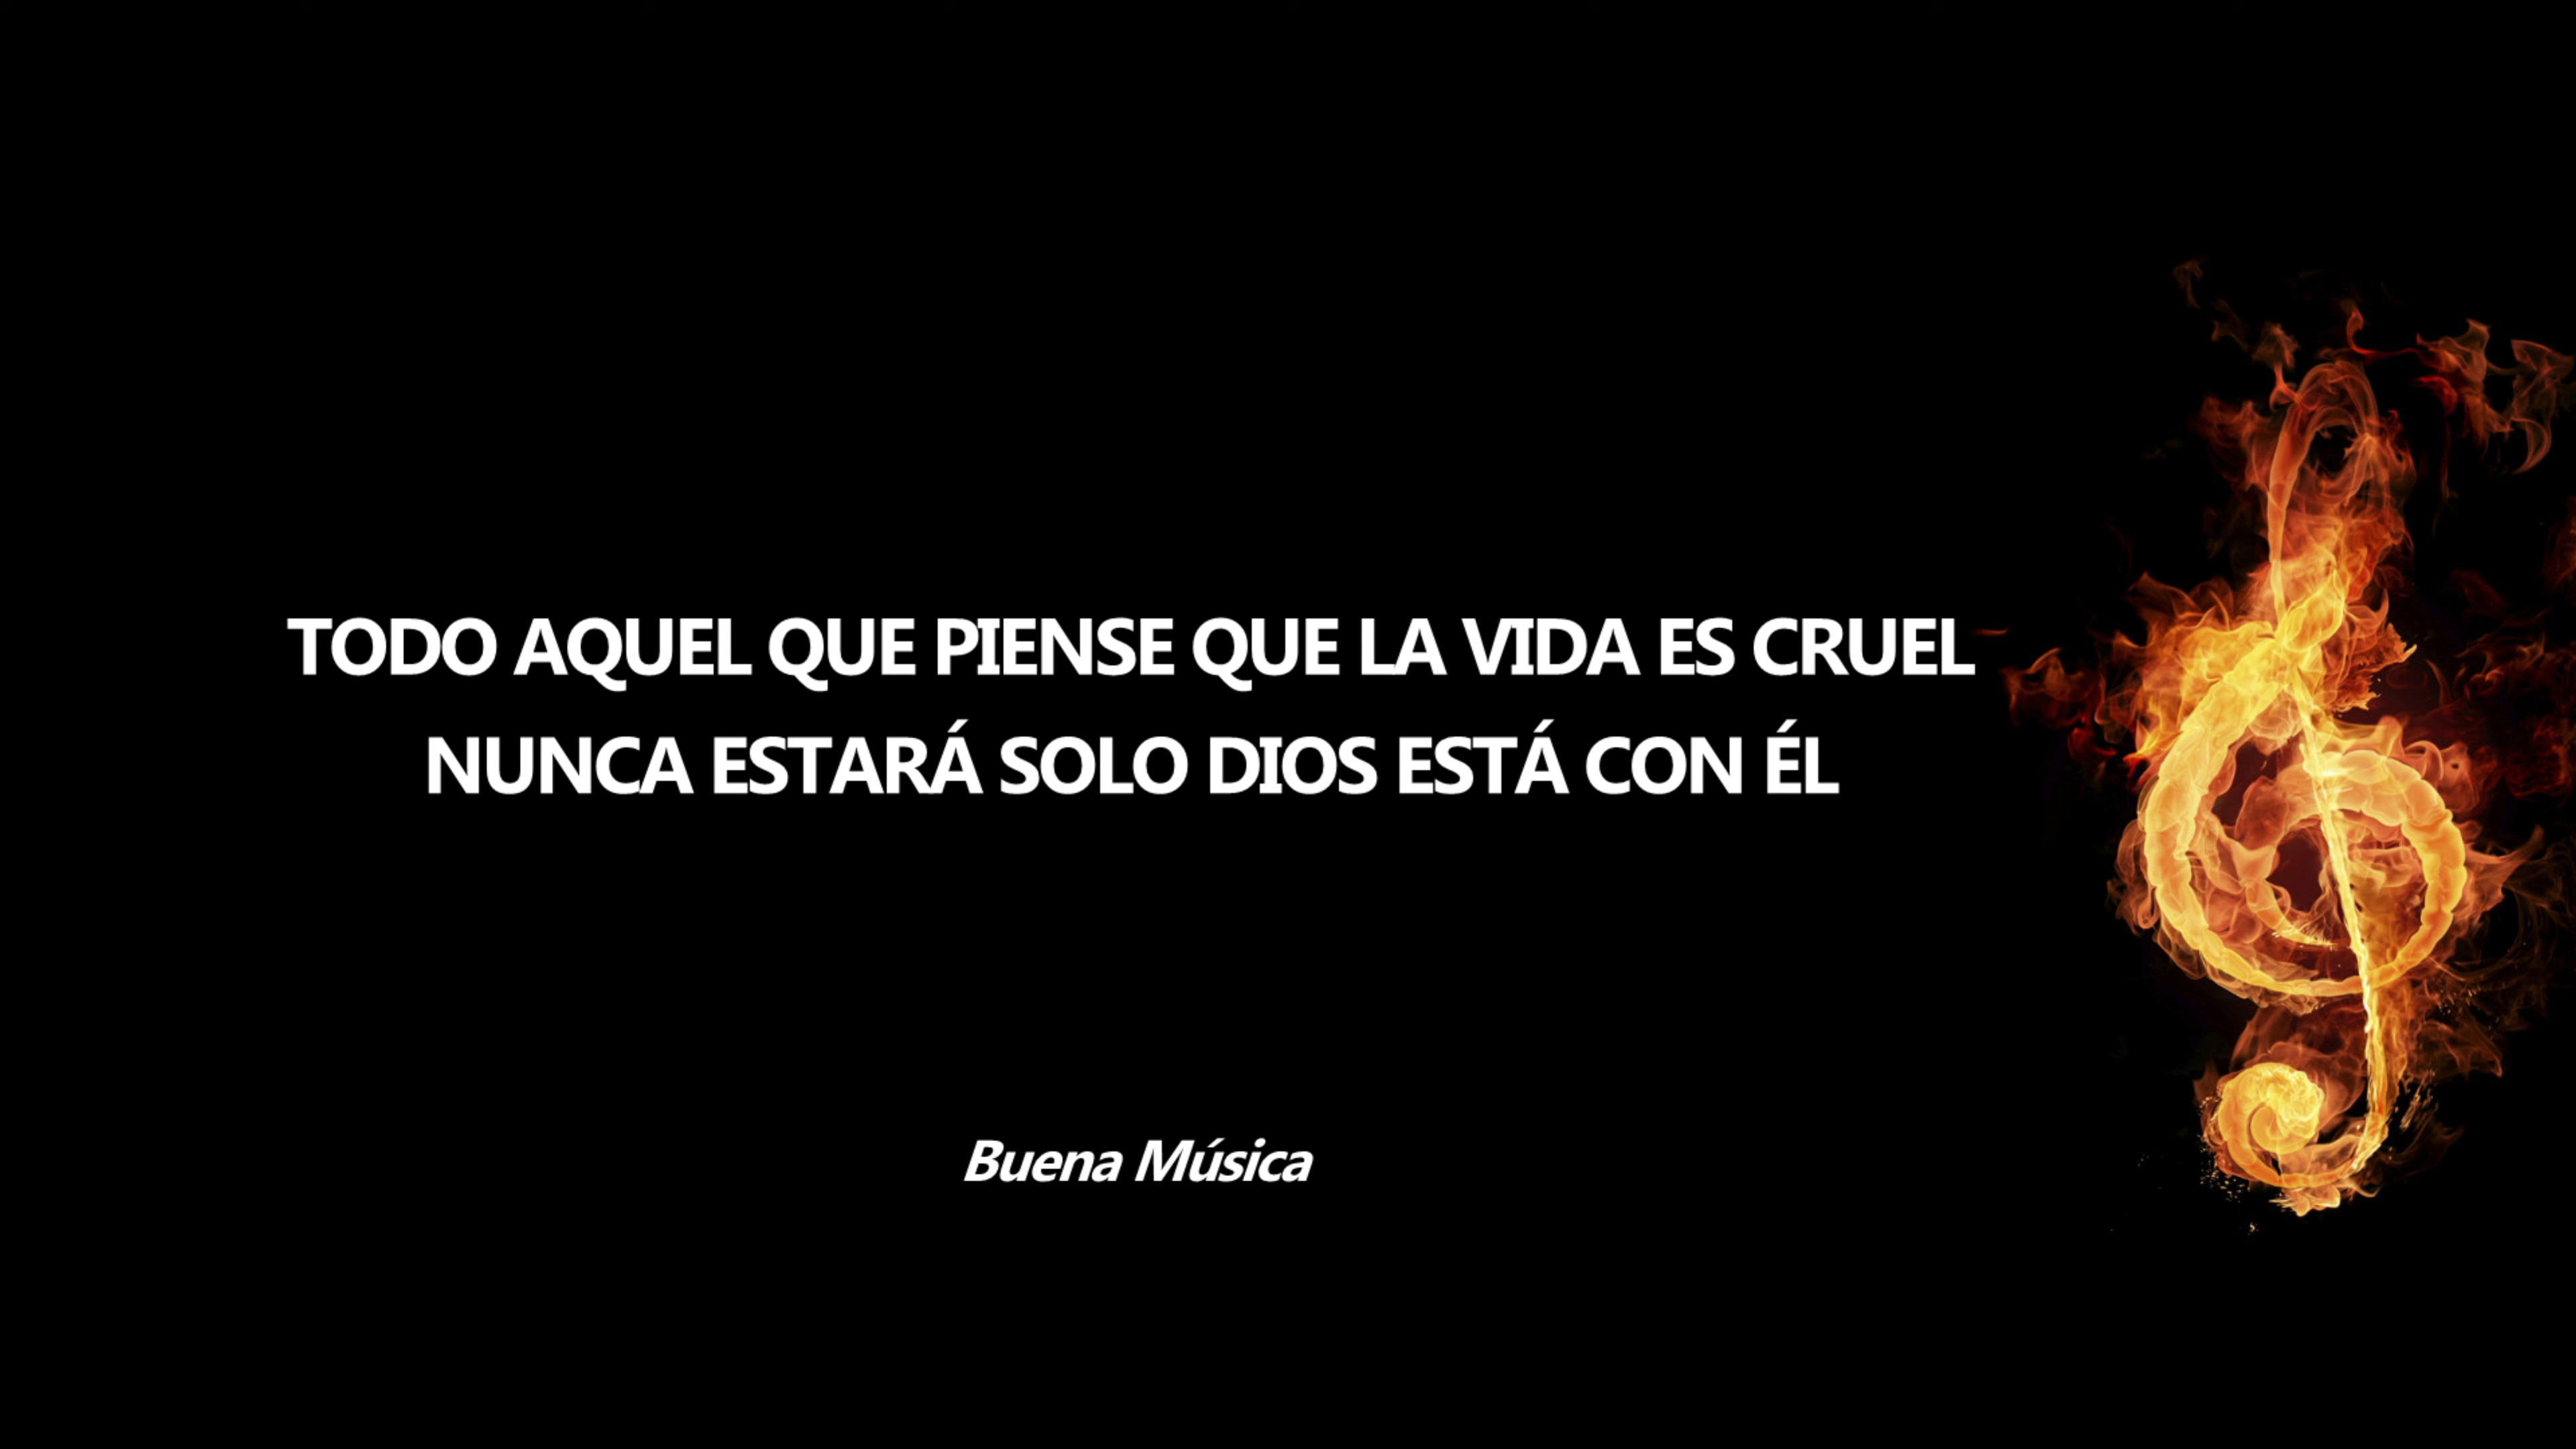 TODO AQUEL QUE PIENSE QUE LA VIDA ES CRUEL
NUNCA ESTARÁ SOLO DIOS ESTÁ CON ÉL
Buena Música